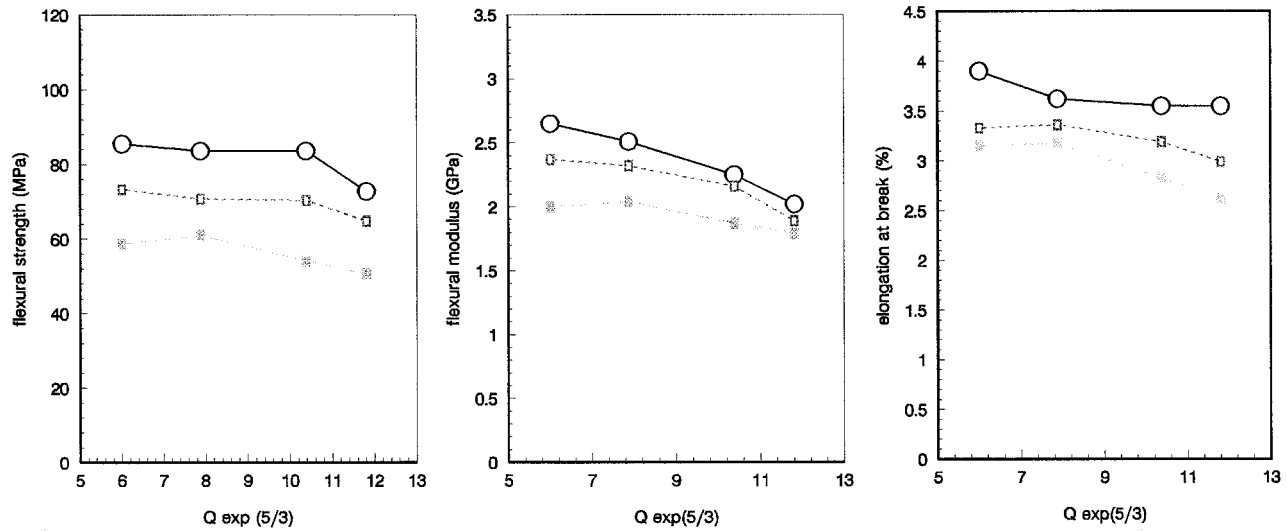 flexural strength (MPa)
120
100
80
60
40
20
0
5 6 7 8 9 10 11 12 13
Q exp (5/3)
flexural modulus (GPa)
3.5
3
2.5
2
1.5
1
0.5
0
5 7 9 11 13
Q exp(5/3)
elongation at break (%)
4.5
4
3.5
3
2.5
2
1.5
1
0.5
0
5 7 9 11 13
Q exp(5/3)